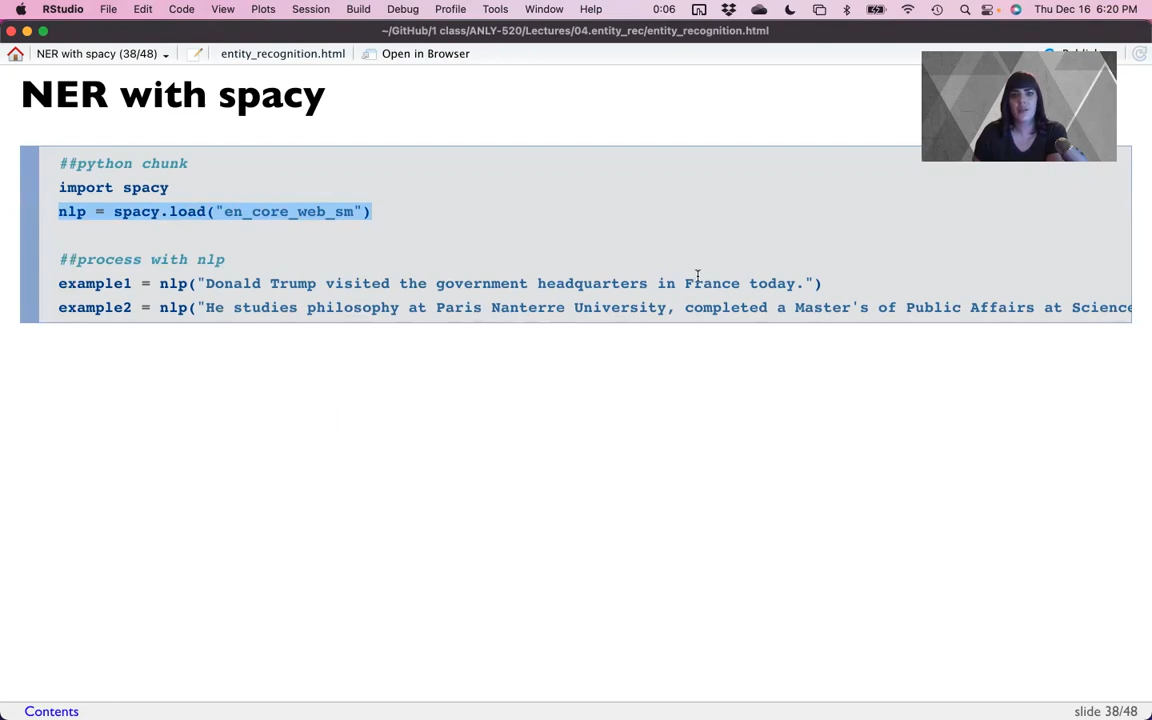 RStudio File Edit Code View Plots Session Build Debug Profile Tools Window Help 0:06 Thu Dec 16 6:20 PM
~/GitHub/1 class/ANLY-520/Lectures/04.entity_rec/entity_recognition.html
NER with spacy (38/48) entity_recognition.html Open in Browser
NER with spacy
##python chunk
import spacy
nlp = spacy.load("en_core_web_sm")
##process with nlp
example1 = nlp("Donald Trump visited the government headquarters in France today.")
example2 = nlp("He studies philosophy at Paris Nanterre University, completed a Master's of Public Affairs at Science
Contents slide 38/48